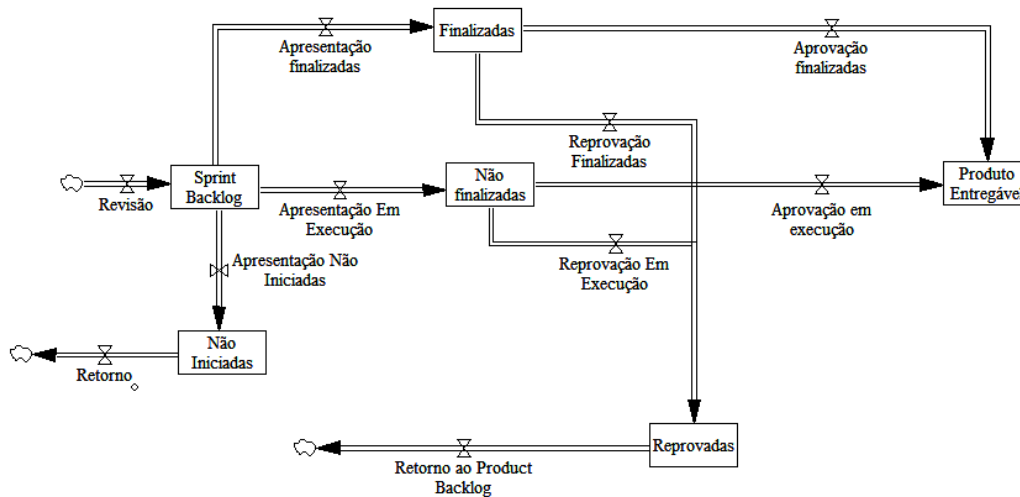 Finalizadas
Apresentação
finalizadas
Aprovação
finalizadas
Reprovação
Finalizadas
Sprint
Backlog
Revisão
Não
finalizadas
Apresentação Em
Execução
Produto
Entregável
Aprovação em
execução
Apresentação Não
Iniciadas
Reprovação Em
Execução
Não
Iniciadas
Retorno
Reprovadas
Retorno ao Product
Backlog